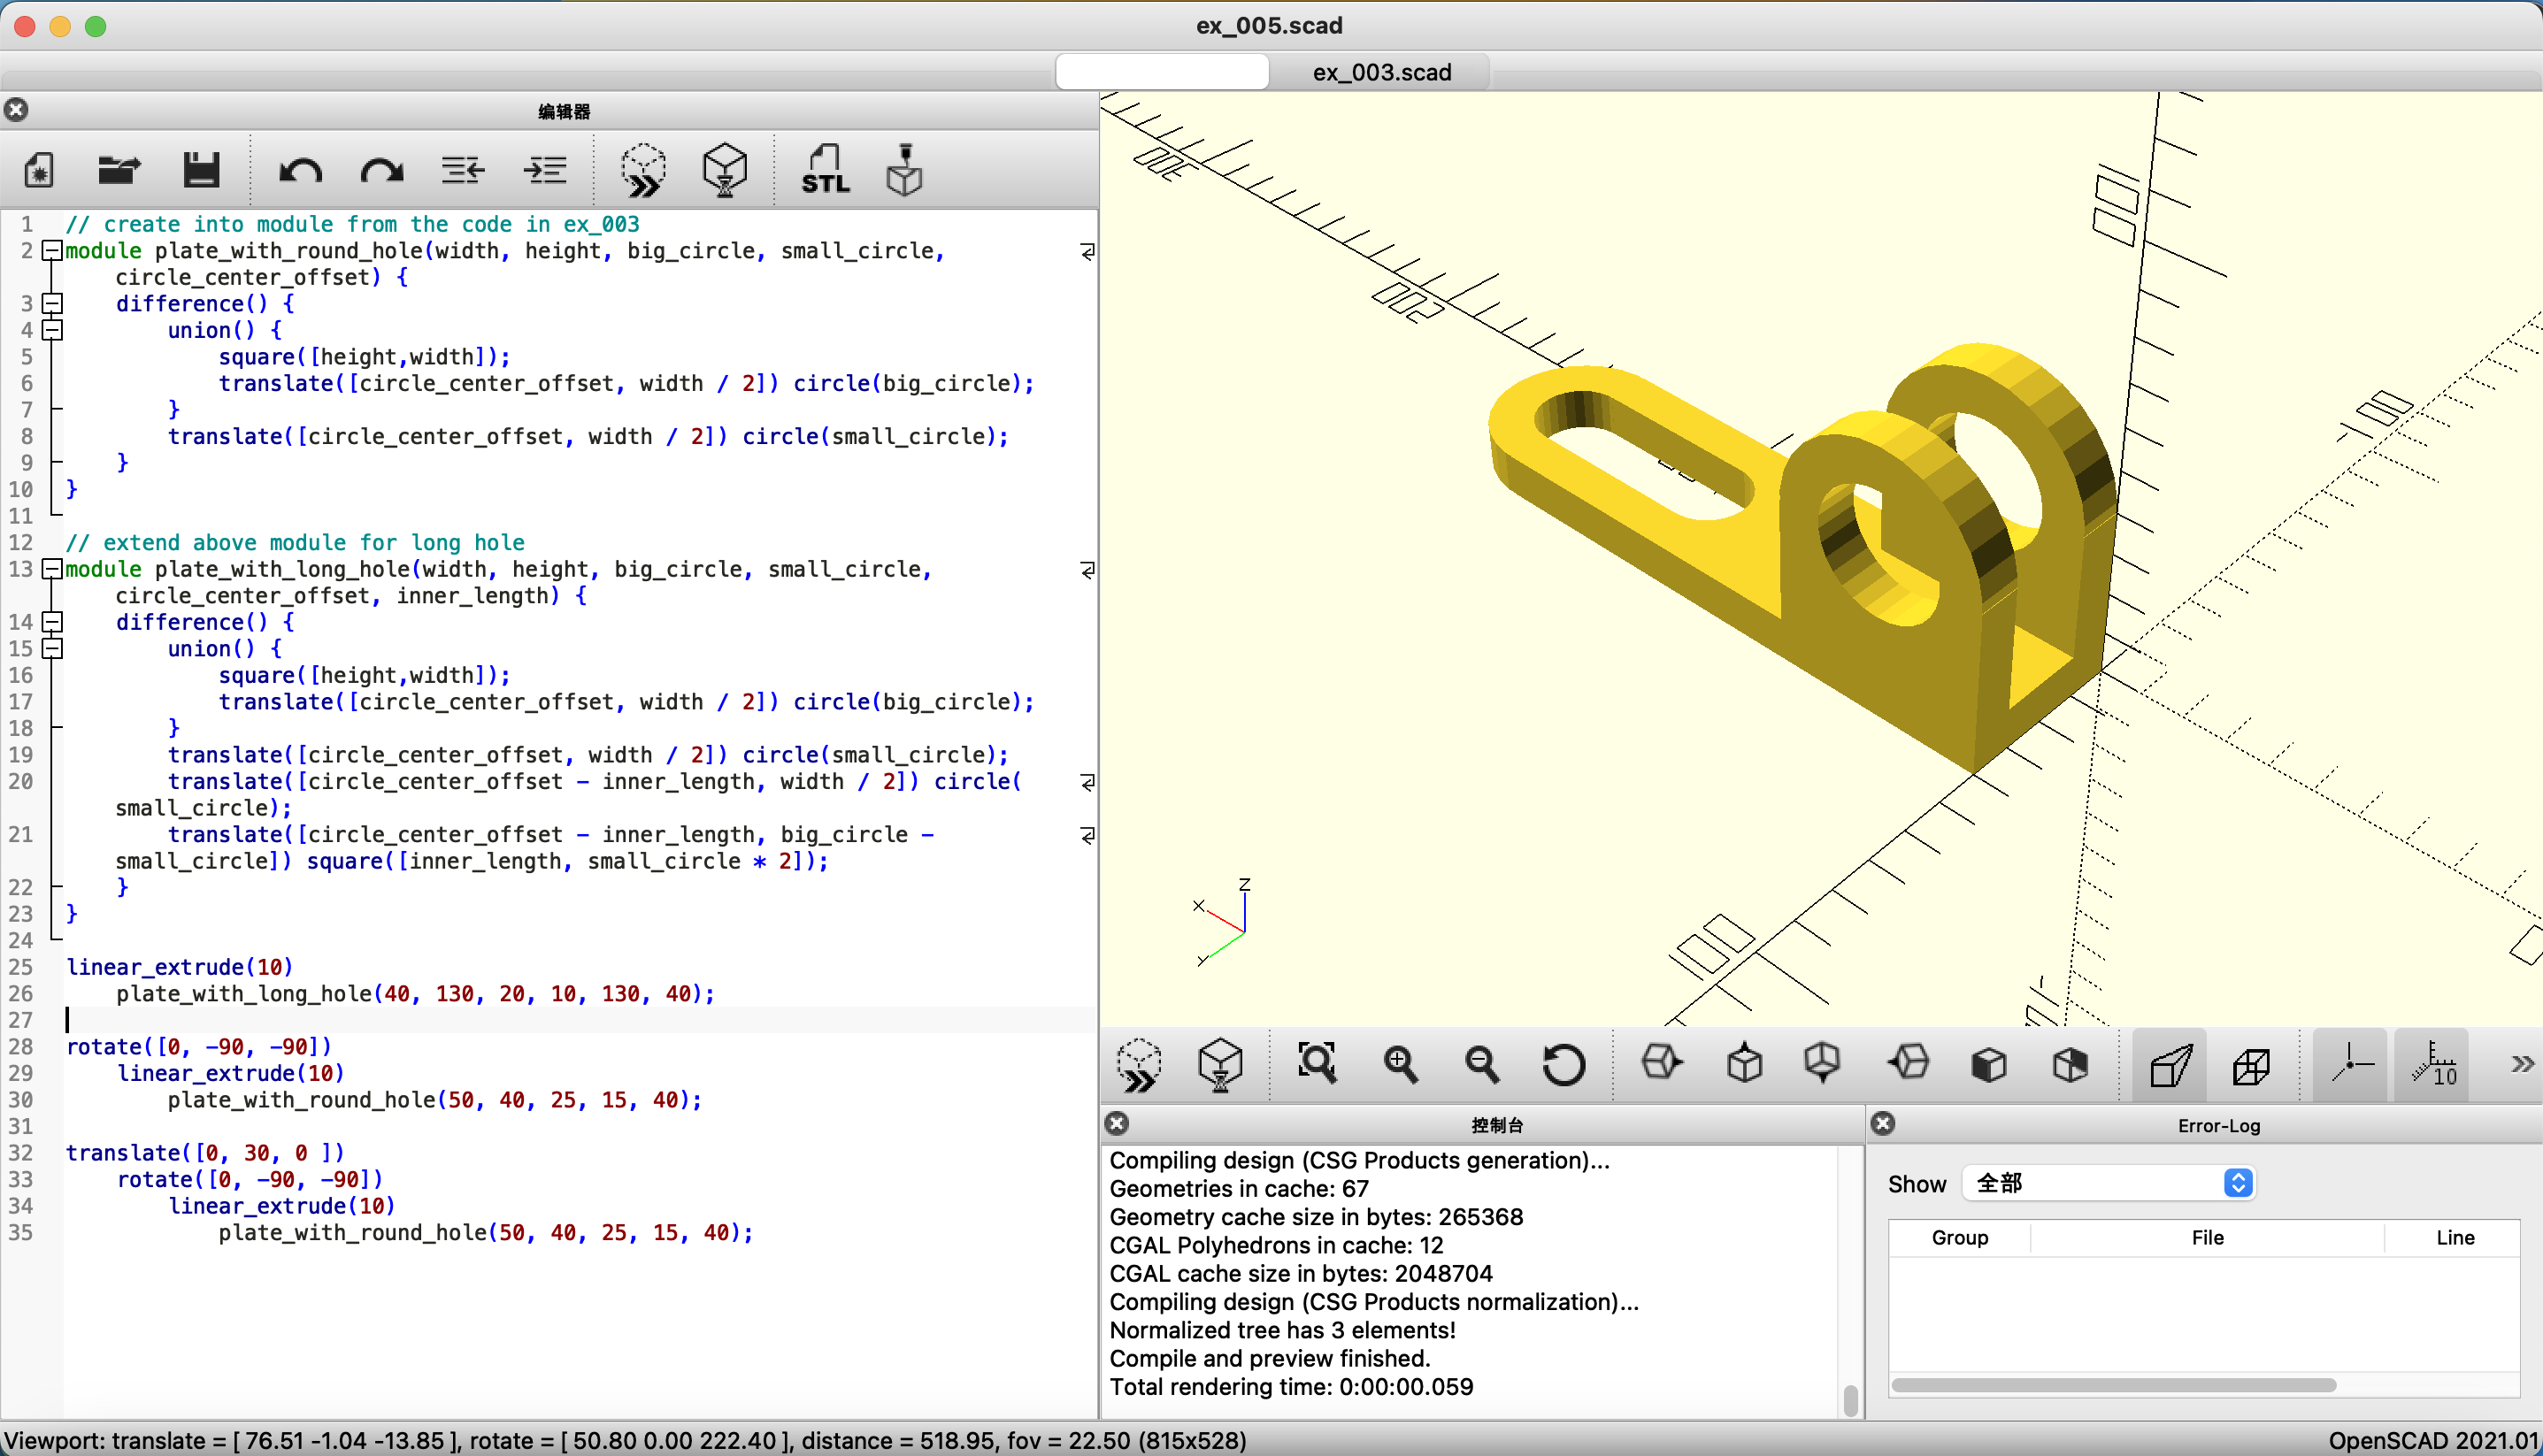 ex_005.scad
ex_003.scad
编辑器
STL
1 // create into module from the code in ex_003
2 module plate_with_round_hole(width, height, big_circle, small_circle,
circle_center_offset) {
3 difference() {
4 union() {
5 square([height,width]);
6 translate([circle_center_offset, width / 2]) circle(big_circle);
7 }
8 translate([circle_center_offset, width / 2]) circle(small_circle);
9 }
10 }
11
12 // extend above module for long hole
13 module plate_with_long_hole(width, height, big_circle, small_circle,
circle_center_offset, inner_length) {
14 difference() {
15 union() {
16 square([height,width]);
17 translate([circle_center_offset, width / 2]) circle(big_circle);
18 }
19 translate([circle_center_offset, width / 2]) circle(small_circle);
20 translate([circle_center_offset - inner_length, width / 2]) circle(
small_circle);
21 translate([circle_center_offset - inner_length, big_circle -
small_circle]) square([inner_length, small_circle * 2]);
22 }
23 }
24
25 linear_extrude(10)
26 plate_with_long_hole(40, 130, 20, 10, 130, 40);
27
28 rotate([0, -90, -90])
29 linear_extrude(10)
30 plate_with_round_hole(50, 40, 25, 15, 40);
31
32 translate([0, 30, 0 ])
33 rotate([0, -90, -90])
34 linear_extrude(10)
35 plate_with_round_hole(50, 40, 25, 15, 40);
200
100
100
-100
Z
X
Y
10
控制台
Compiling design (CSG Products generation)...
Geometries in cache: 67
Geometry cache size in bytes: 265368
CGAL Polyhedrons in cache: 12
CGAL cache size in bytes: 2048704
Compiling design (CSG Products normalization)...
Normalized tree has 3 elements!
Compile and preview finished.
Total rendering time: 0:00:00.059
Error-Log
Show 全部
Group File Line
Viewport: translate = [ 76.51 -1.04 -13.85 ], rotate = [ 50.80 0.00 222.40 ], distance = 518.95, fov = 22.50 (815x528)
OpenSCAD 2021.01